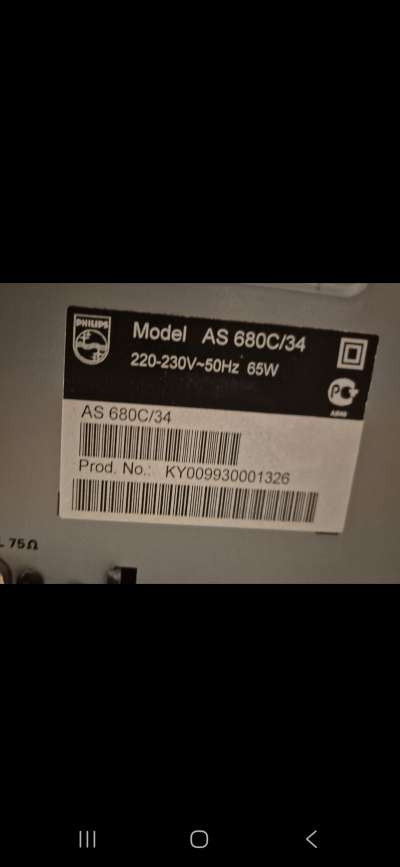 PHILIPS
Model AS 680C/34
220-230V~50Hz 65W
AS 680C/34
Prod. No.: KY009930001326
75Ω